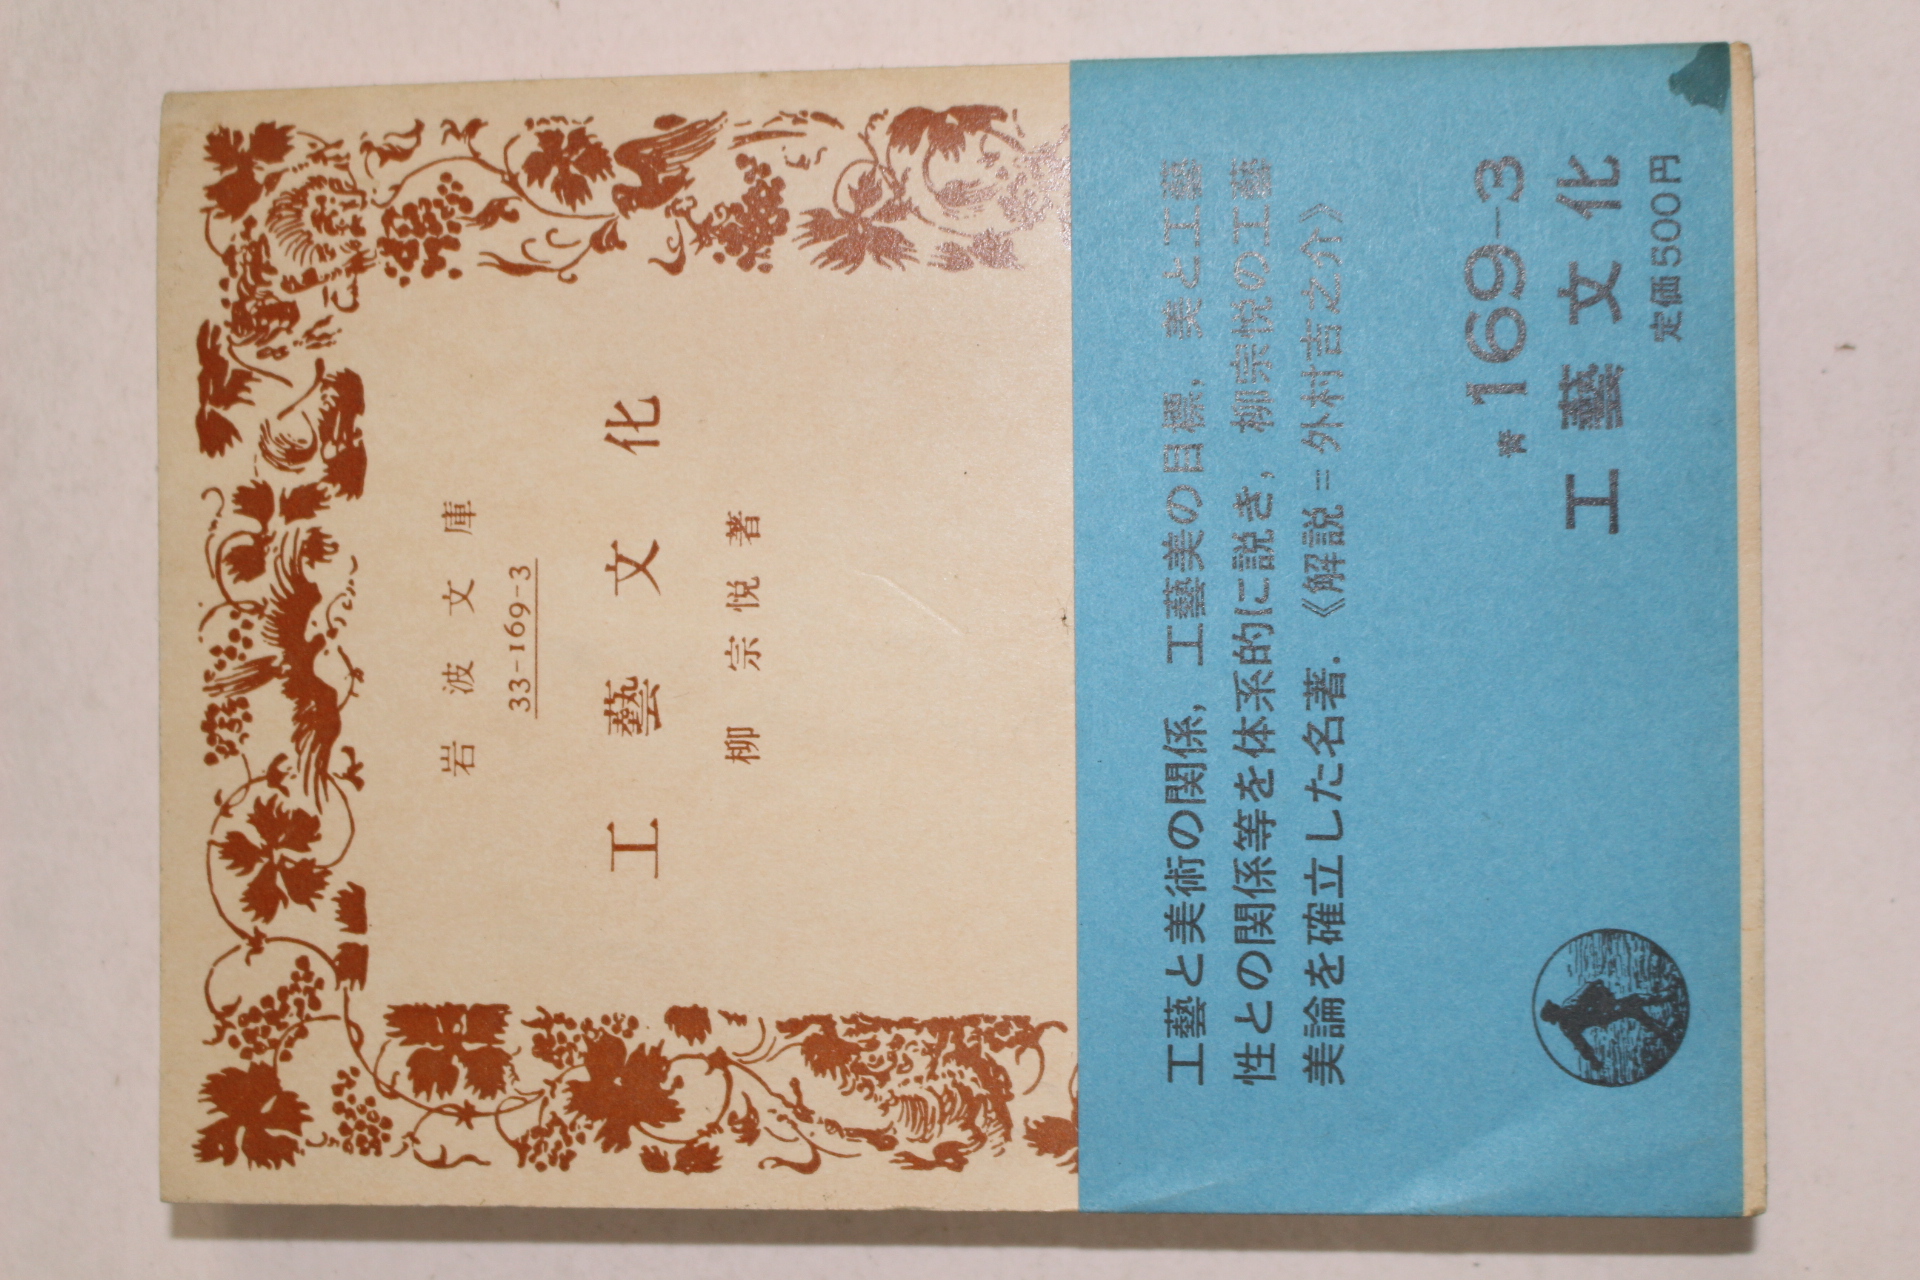 岩波文庫
33-169-3
工藝文化
柳宗悦著
工藝と美術の関係，工藝美の目標，美と工藝
性との関係等を体系的に説き，柳宗悦の工藝
美論を確立した名著．《解説＝外村吉之介》
青 169-3
工藝文化
定価500円